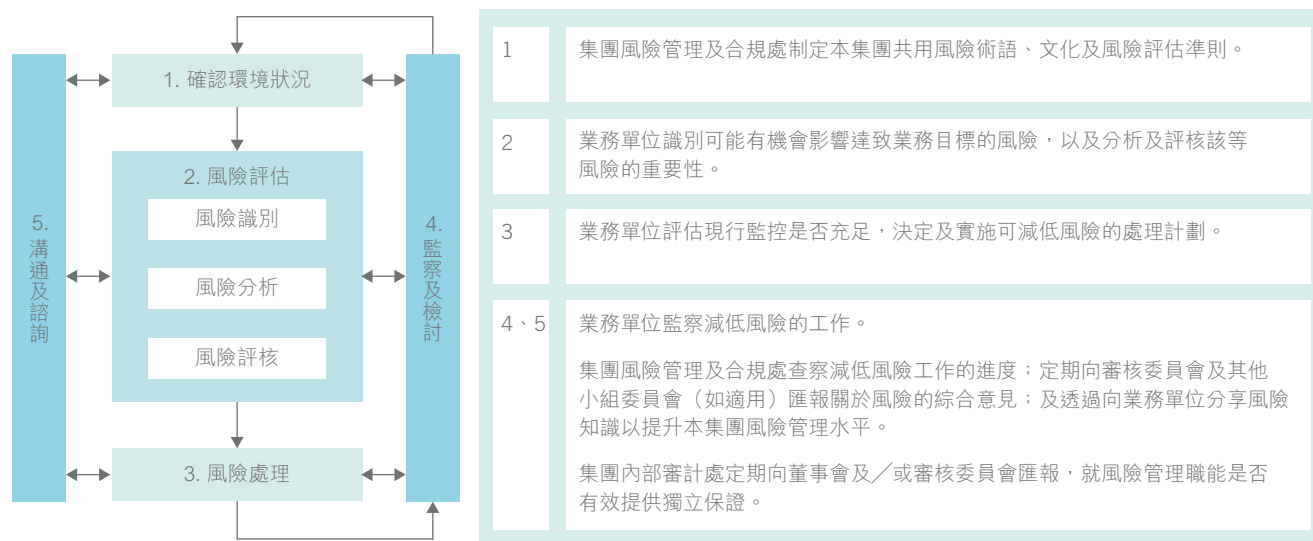 1. 確認環境狀況
2. 風險評估
風險識別
風險分析
風險評核
3. 風險處理
4.
監察及檢討
5.
溝通及諮詢
1
集團風險管理及合規處制定本集團共用風險術語、文化及風險評估準則。
2
業務單位識別可能有機會影響達致業務目標的風險，以及分析及評核該等
風險的重要性。
3
業務單位評估現行監控是否充足，決定及實施可減低風險的處理計劃。
4、5
業務單位監察減低風險的工作。
集團風險管理及合規處查察減低風險工作的進度；定期向審核委員會及其他
小組委員會（如適用）匯報關於風險的綜合意見；及透過向業務單位分享風險
知識以提升本集團風險管理水平。
集團內部審計處定期向董事會及╱或審核委員會匯報，就風險管理職能是否
有效提供獨立保證。